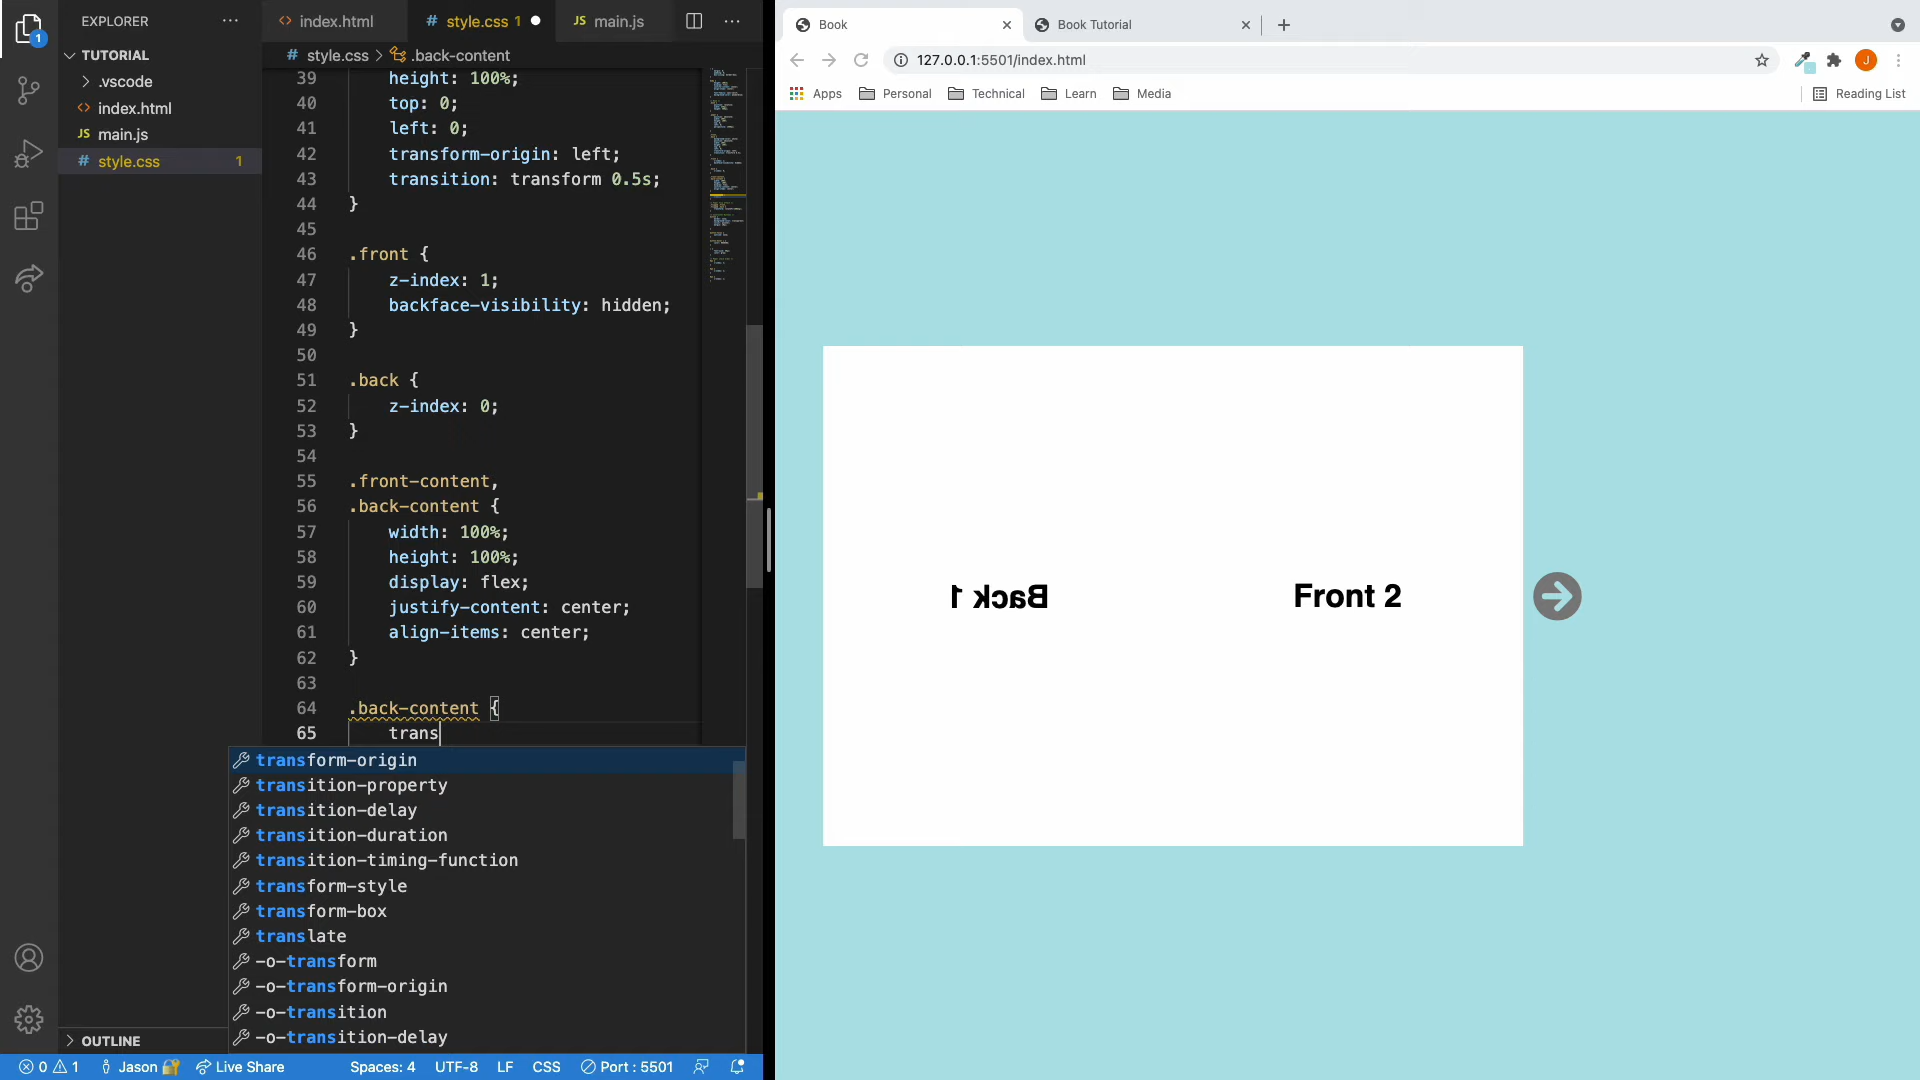 EXPLORER
TUTORIAL
.vscode
index.html
main.js
style.css 1
OUTLINE
1
index.html
style.css 1
main.js
style.css > .back-content
39 height: 100%;
40 top: 0;
41 left: 0;
42 transform-origin: left;
43 transition: transform 0.5s;
44 }
45
46 .front {
47 z-index: 1;
48 backface-visibility: hidden;
49 }
50
51 .back {
52 z-index: 0;
53 }
54
55 .front-content,
56 .back-content {
57 width: 100%;
58 height: 100%;
59 display: flex;
60 justify-content: center;
61 align-items: center;
62 }
63
64 .back-content {
65 trans
transform-origin
transition-property
transition-delay
transition-duration
transition-timing-function
transform-style
transform-box
translate
-o-transform
-o-transform-origin
-o-transition
-o-transition-delay
0 1 Jason Live Share Spaces: 4 UTF-8 LF CSS Port : 5501
Book
Book Tutorial
127.0.0.1:5501/index.html
J
Apps Personal Technical Learn Media Reading List
Back 1
Front 2